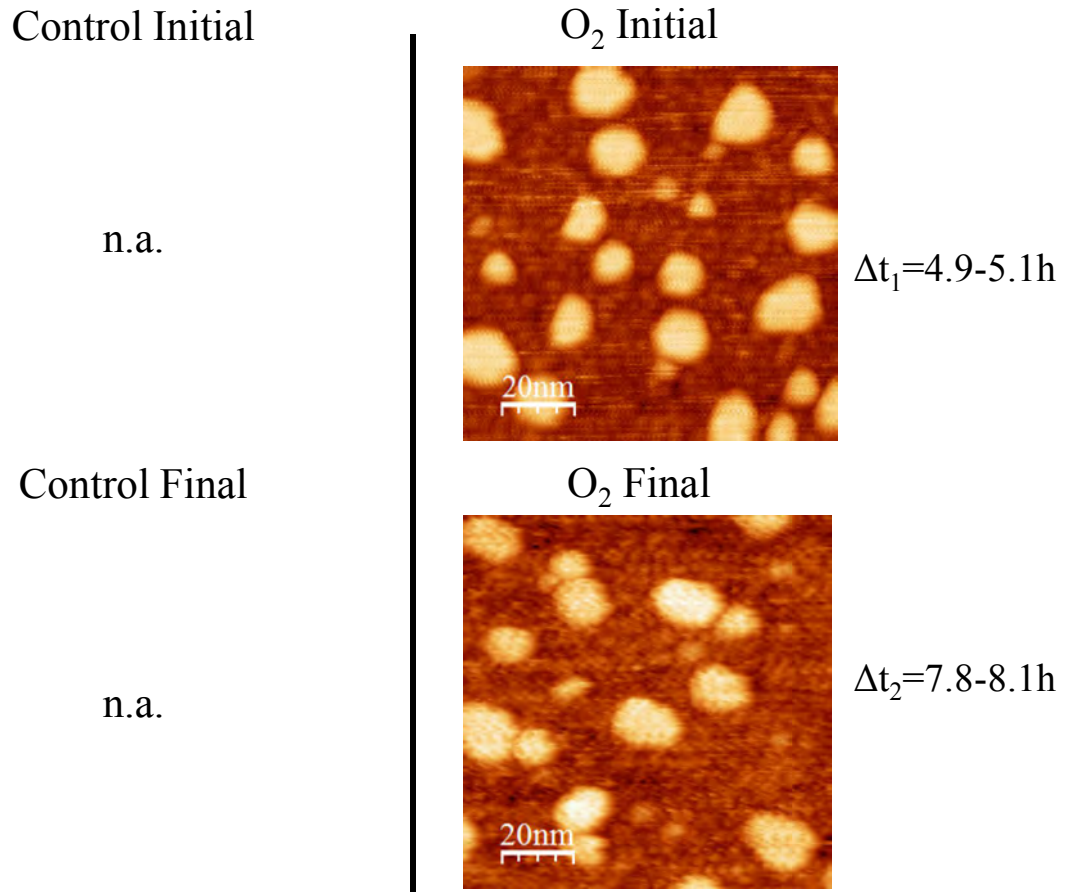 Control Initial
O₂ Initial
n.a.
Δt₁=4.9-5.1h
20nm
Control Final
O₂ Final
n.a.
Δt₂=7.8-8.1h
20nm